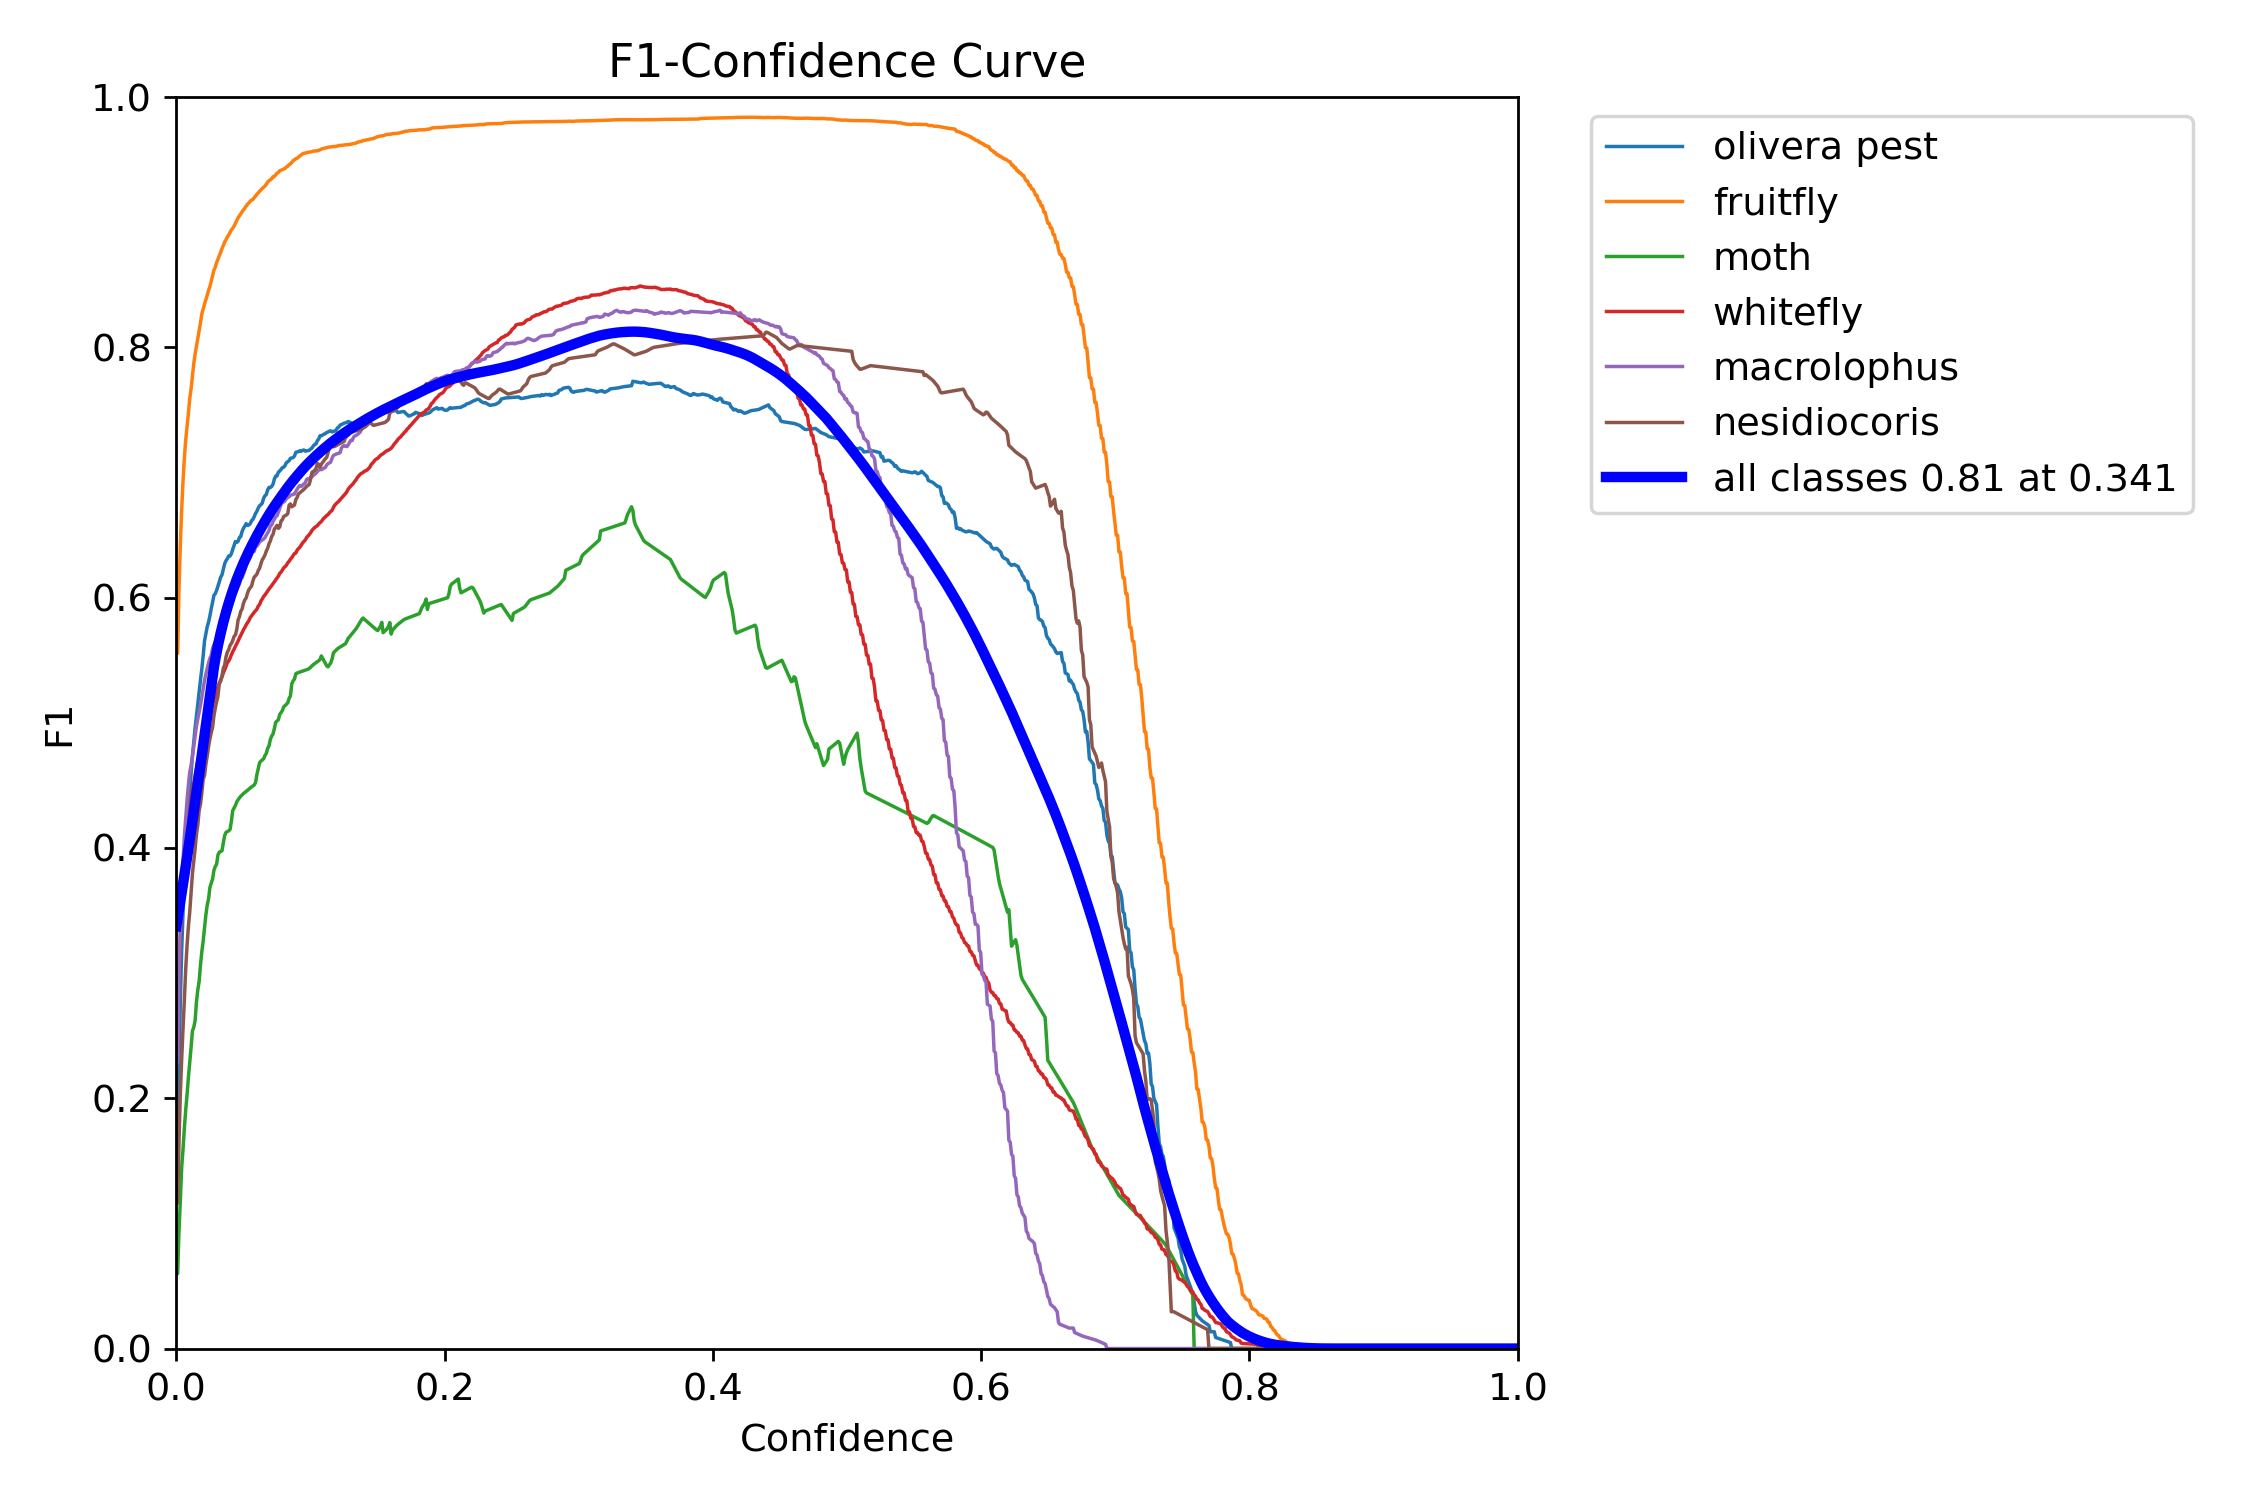 F1-Confidence Curve
1.0
0.8
0.6
0.4
0.2
0.0
F1
0.0 0.2 0.4 0.6 0.8 1.0
Confidence
olivera pest
fruitfly
moth
whitefly
macrolophus
nesidiocoris
all classes 0.81 at 0.341